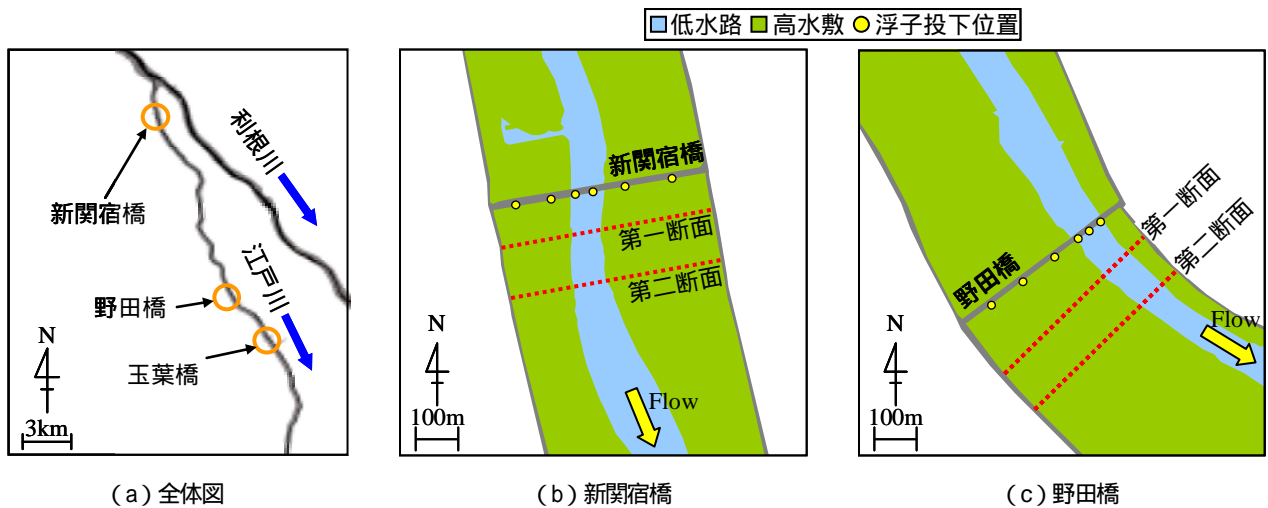 低水路 高水敷 浮子投下位置
利根川
新関宿橋
江戸川
野田橋
玉葉橋
N
3km
(a)全体図
新関宿橋
第一断面
第二断面
N
100m
Flow
(b)新関宿橋
第一断面
第二断面
野田橋
Flow
N
100m
(c)野田橋